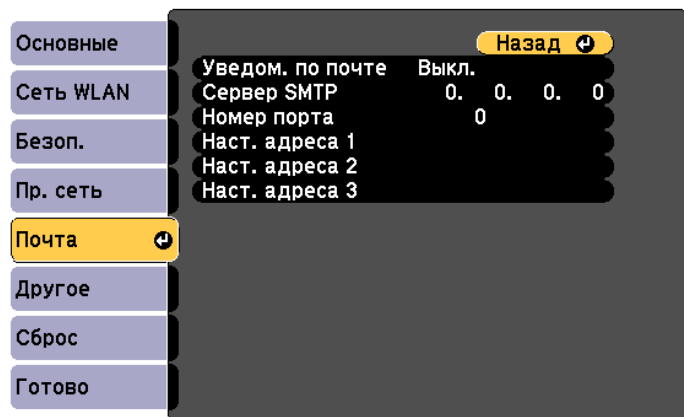 Основные
Сеть WLAN
Безоп.
Пр. сеть
Почта
Другое
Сброс
Готово
Назад
Уведом. по почте Выкл.
Сервер SMTP 0. 0. 0. 0
Номер порта 0
Наст. адреса 1
Наст. адреса 2
Наст. адреса 3